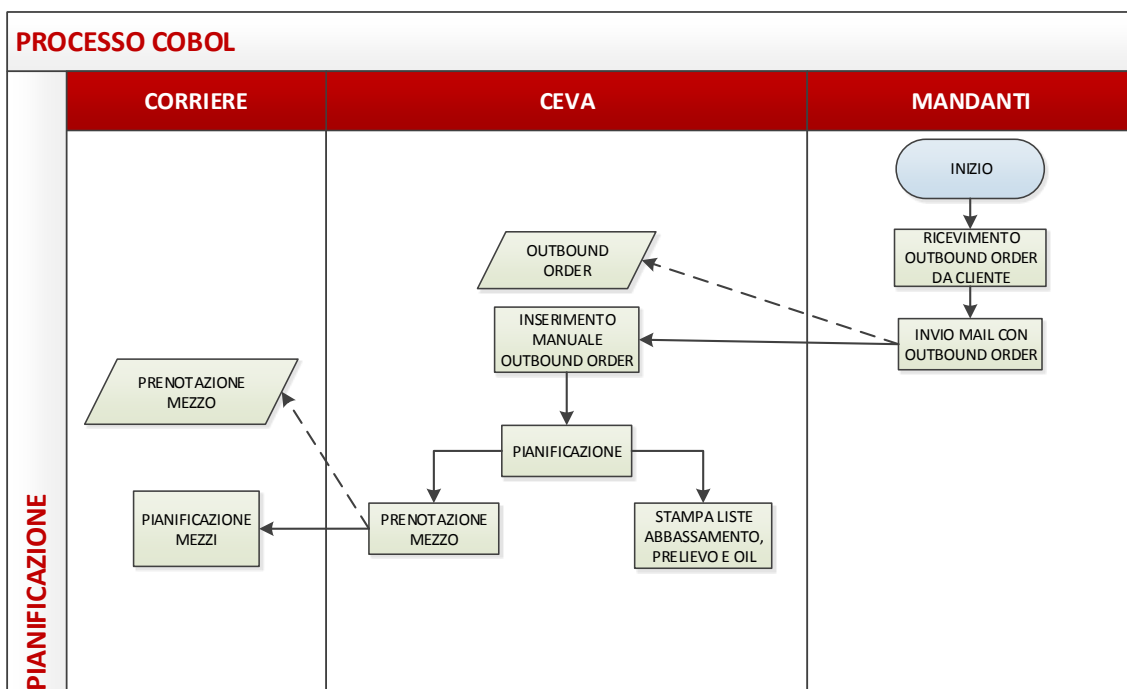 PROCESSO COBOL
CORRIERE
CEVA
MANDANTI
PIANIFICAZIONE
INIZIO
RICEVIMENTO
OUTBOUND ORDER
DA CLIENTE
INVIO MAIL CON
OUTBOUND ORDER
OUTBOUND
ORDER
INSERIMENTO
MANUALE
OUTBOUND ORDER
PIANIFICAZIONE
PRENOTAZIONE
MEZZO
STAMPA LISTE
ABBASSAMENTO,
PRELIEVO E OIL
PRENOTAZIONE
MEZZO
PIANIFICAZIONE
MEZZI